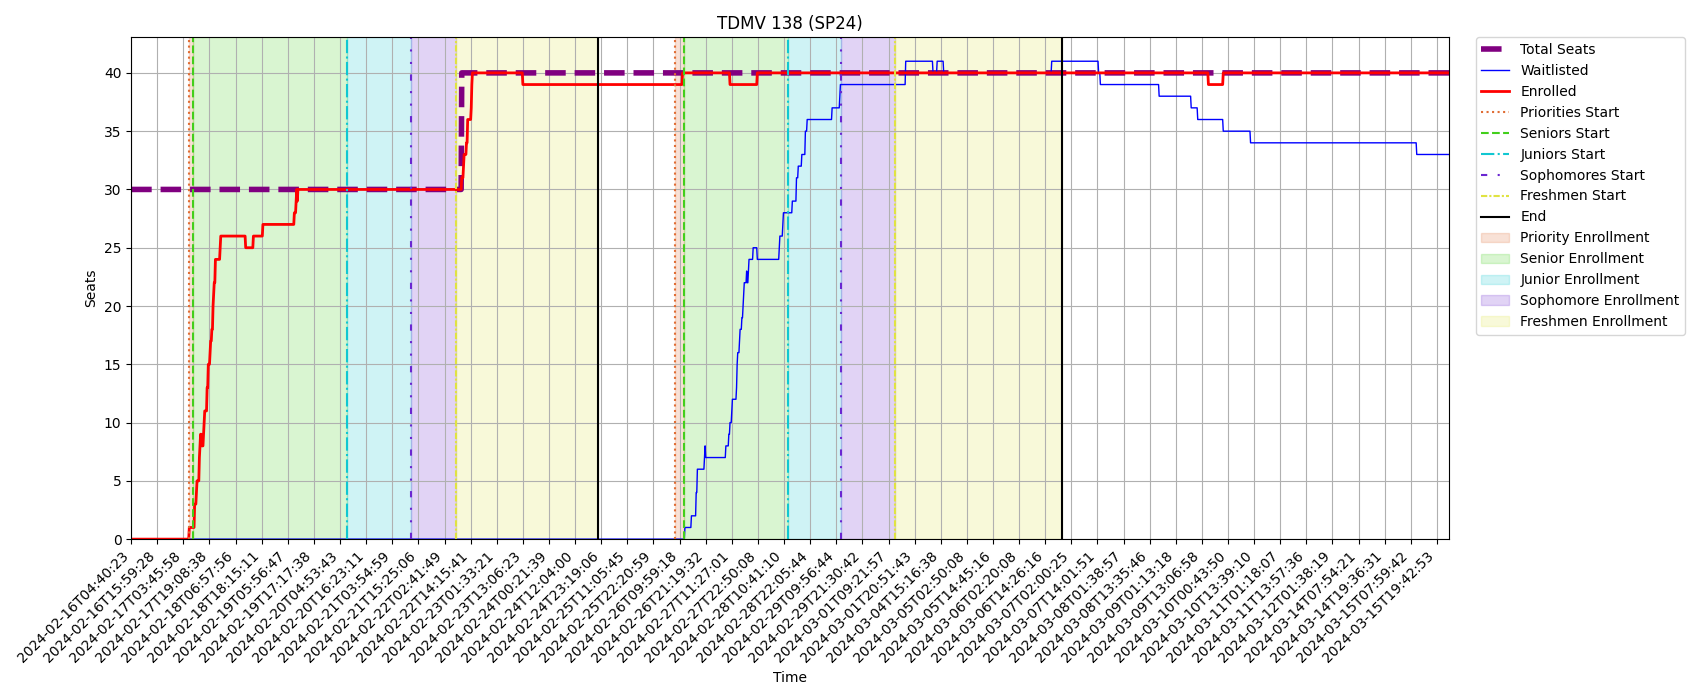 TDMV 138 (SP24)
Seats
40
35
30
25
20
15
10
5
0
2024-02-16T04:40:23
2024-02-16T15:59:28
2024-02-17T03:45:58
2024-02-17T19:08:38
2024-02-18T06:57:56
2024-02-18T18:15:11
2024-02-19T05:56:47
2024-02-19T17:17:38
2024-02-20T04:53:43
2024-02-20T16:23:11
2024-02-21T03:54:59
2024-02-21T15:25:06
2024-02-22T02:41:49
2024-02-22T14:15:41
2024-02-23T01:33:21
2024-02-23T13:06:23
2024-02-24T00:21:39
2024-02-24T12:04:00
2024-02-24T23:19:06
2024-02-25T11:05:45
2024-02-25T22:20:59
2024-02-26T09:59:18
2024-02-26T21:19:32
2024-02-27T11:27:01
2024-02-27T22:50:08
2024-02-28T10:41:10
2024-02-28T22:05:44
2024-02-29T09:56:44
2024-02-29T21:30:42
2024-03-01T09:21:57
2024-03-01T20:51:43
2024-03-04T15:16:38
2024-03-05T02:50:08
2024-03-05T14:45:16
2024-03-06T02:20:08
2024-03-06T14:26:16
2024-03-07T02:00:25
2024-03-07T14:01:51
2024-03-08T01:38:57
2024-03-08T13:35:46
2024-03-09T01:13:18
2024-03-09T13:06:58
2024-03-10T00:43:50
2024-03-10T13:39:10
2024-03-11T01:18:07
2024-03-11T13:57:36
2024-03-12T01:38:19
2024-03-14T07:54:21
2024-03-14T19:36:31
2024-03-15T07:59:42
2024-03-15T19:42:53
Time
Total Seats
Waitlisted
Enrolled
Priorities Start
Seniors Start
Juniors Start
Sophomores Start
Freshmen Start
End
Priority Enrollment
Senior Enrollment
Junior Enrollment
Sophomore Enrollment
Freshmen Enrollment